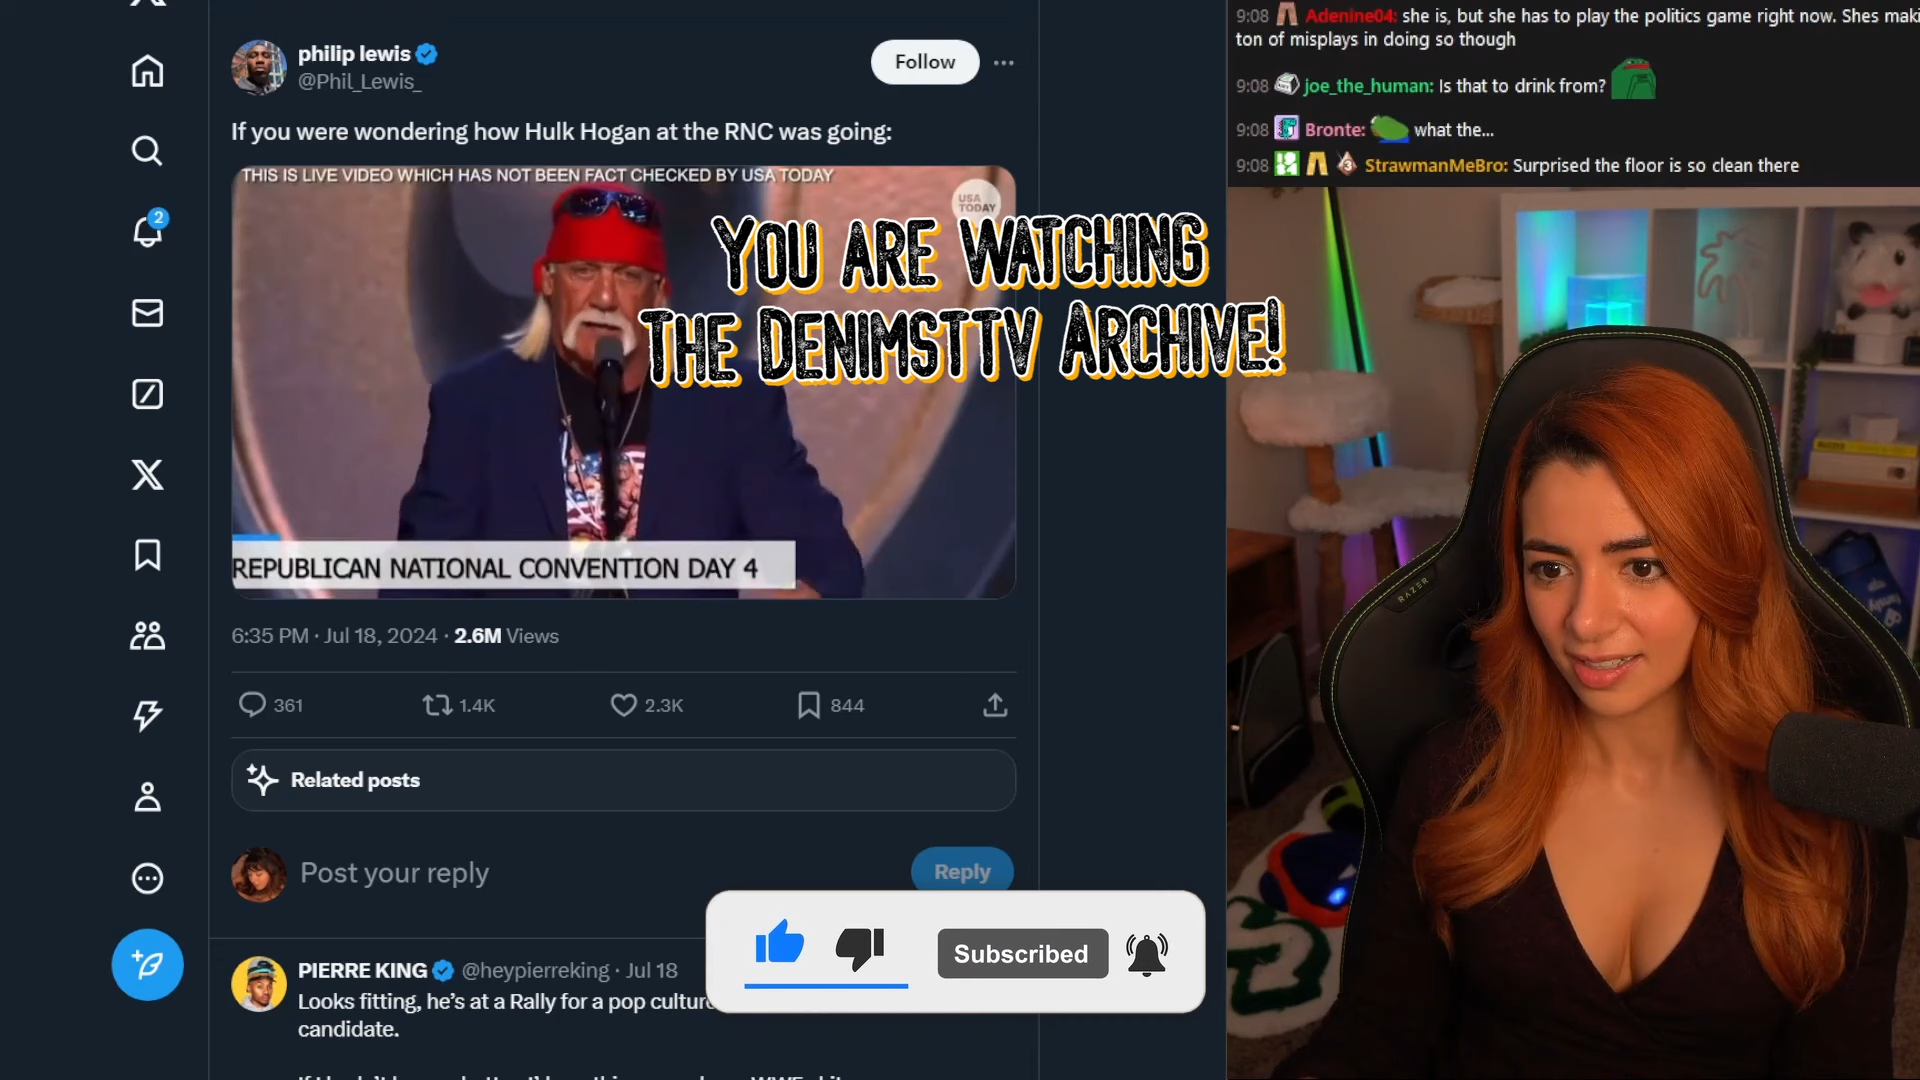 philip lewis
@Phil_Lewis_
Follow
If you were wondering how Hulk Hogan at the RNC was going:
THIS IS LIVE VIDEO WHICH HAS NOT BEEN FACT CHECKED BY USA TODAY
USA
TODAY
REPUBLICAN NATIONAL CONVENTION DAY 4
YOU ARE WATCHING
THE DENIMSTTV ARCHIVE!
2
6:35 PM · Jul 18, 2024 · 2.6M Views
361 1.4K 2.3K 844
Related posts
Post your reply
Reply
PIERRE KING @heypierreking · Jul 18
Looks fitting, he's at a Rally for a pop culture
candidate.
Subscribed
9:08 Adenine04: she is, but she has to play the politics game right now. Shes maki
ton of misplays in doing so though
9:08 joe_the_human: Is that to drink from?
9:08 Bronte: what the...
9:08 StrawmanMeBro: Surprised the floor is so clean there
RAZER